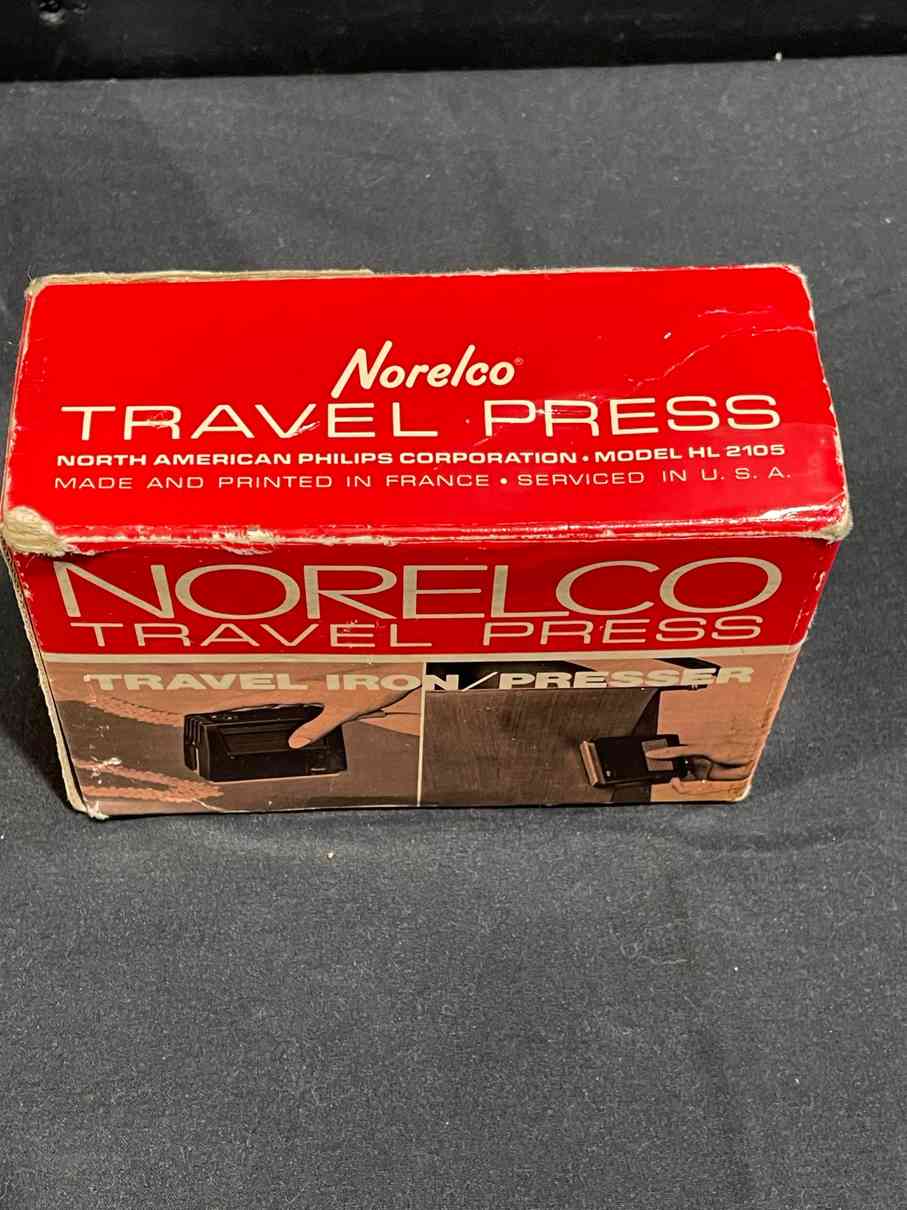 Norelco®
TRAVEL PRESS
NORTH AMERICAN PHILIPS CORPORATION • MODEL HL 2105
MADE AND PRINTED IN FRANCE • SERVICED IN U. S. A.
NORELCO
TRAVEL PRESS
TRAVEL IRON/PRESSER